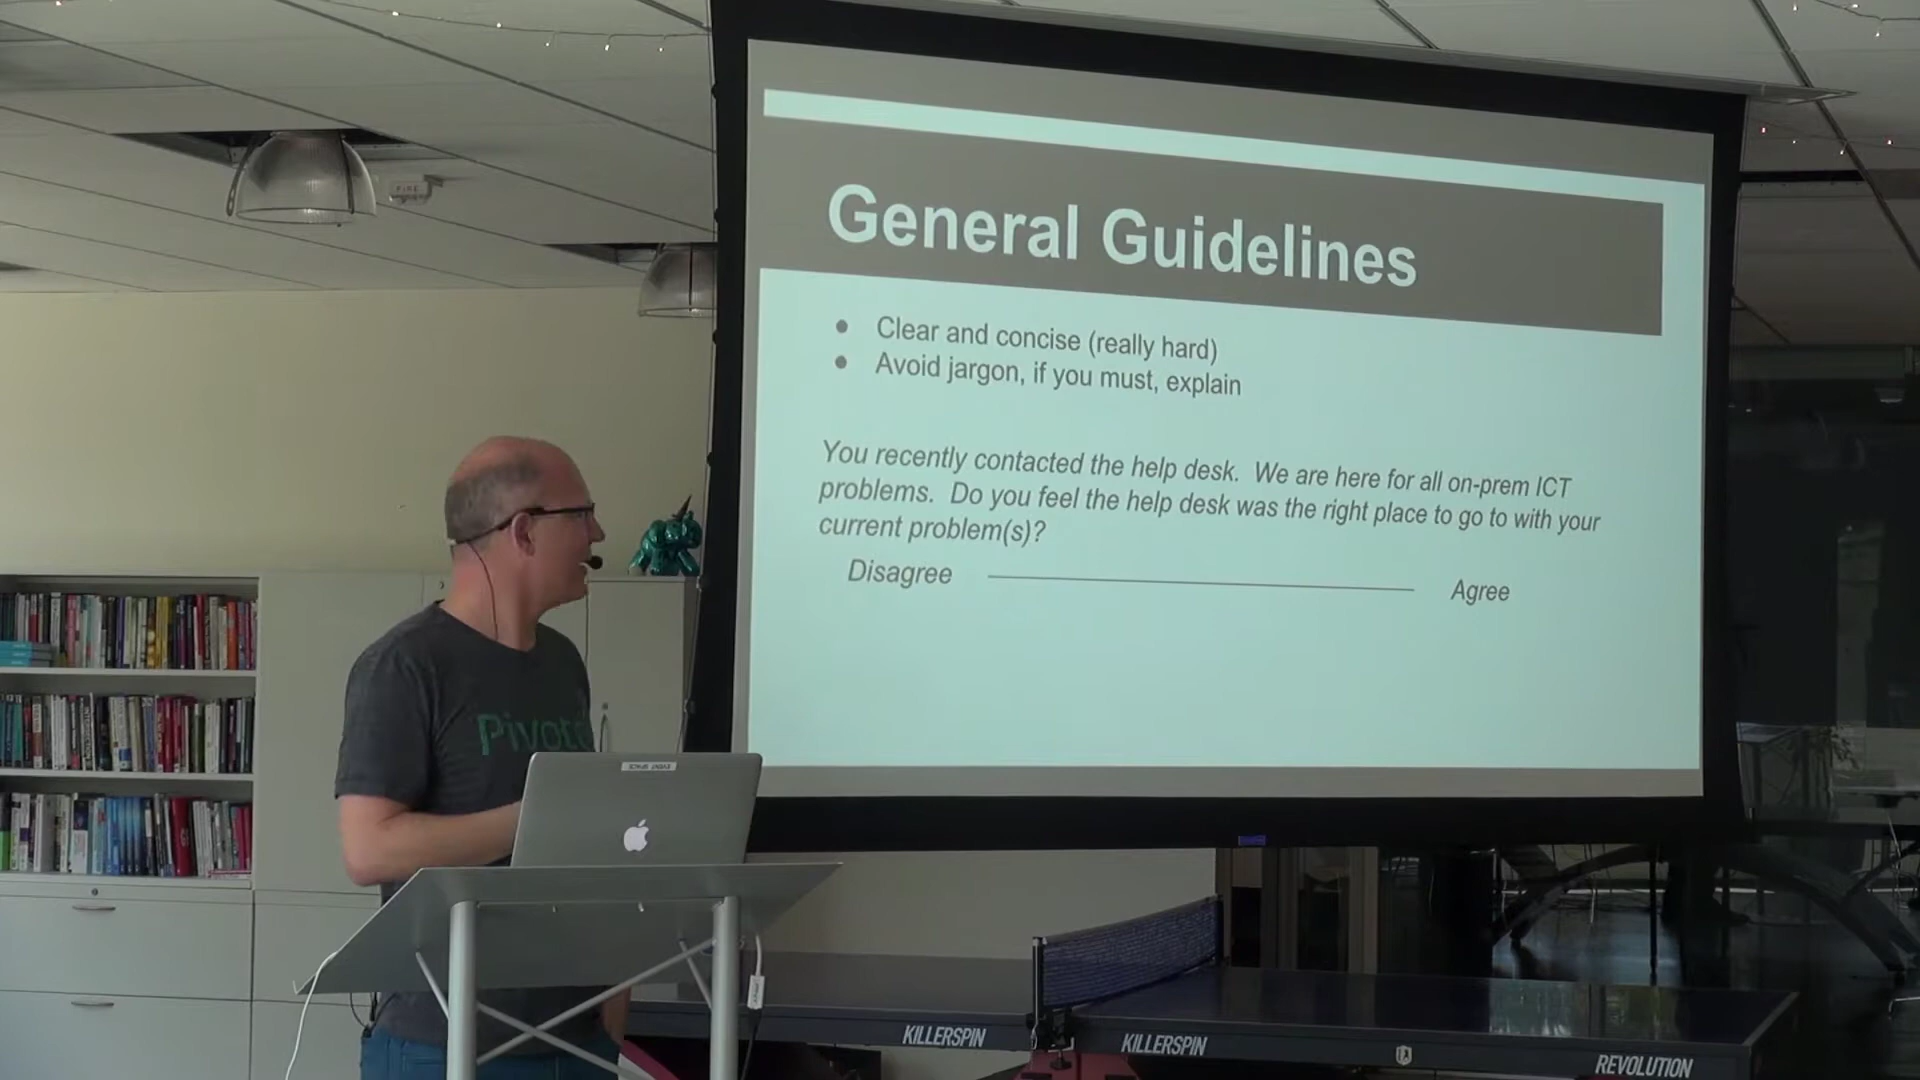 FIRE
General Guidelines
● Clear and concise (really hard)
● Avoid jargon, if you must, explain
You recently contacted the help desk. We are here for all on-prem ICT
problems. Do you feel the help desk was the right place to go to with your
current problem(s)?
Disagree
Agree
KILLERSPIN
KILLERSPIN
REVOLUTION